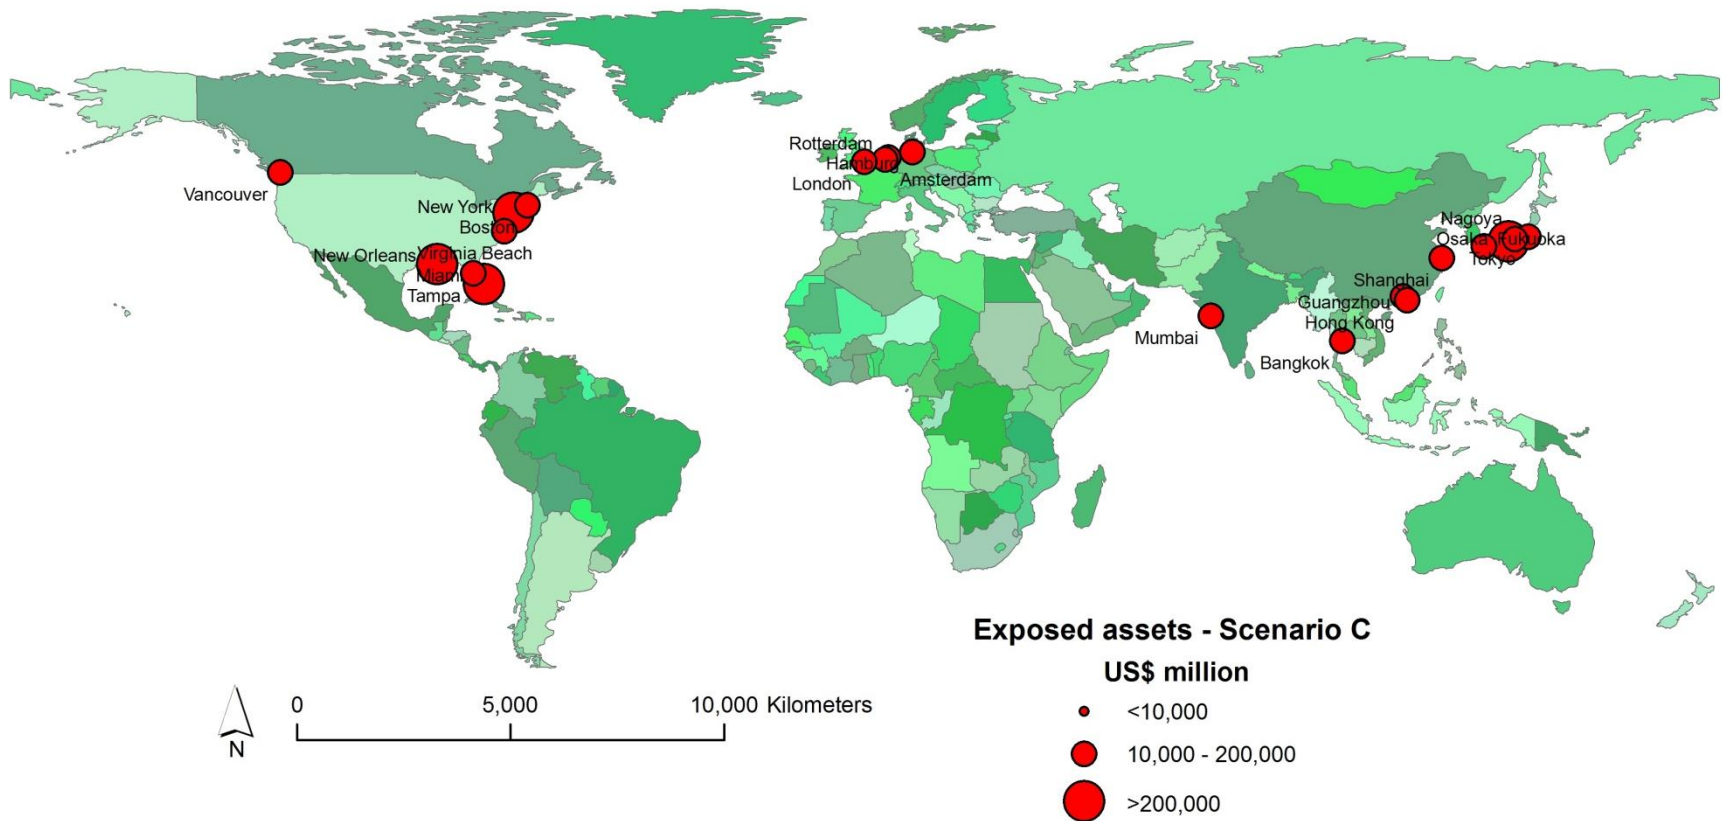 Vancouver
New York
Boston
New Orleans
Virginia Beach
Miami
Tampa
Rotterdam
Hamburg
London
Amsterdam
Nagoya
Osaka
Fukuoka
Tokyo
Shanghai
Guangzhou
Hong Kong
Mumbai
Bangkok
Exposed assets - Scenario C
US$ million
<10,000
10,000 - 200,000
>200,000
0 5,000 10,000 Kilometers
N